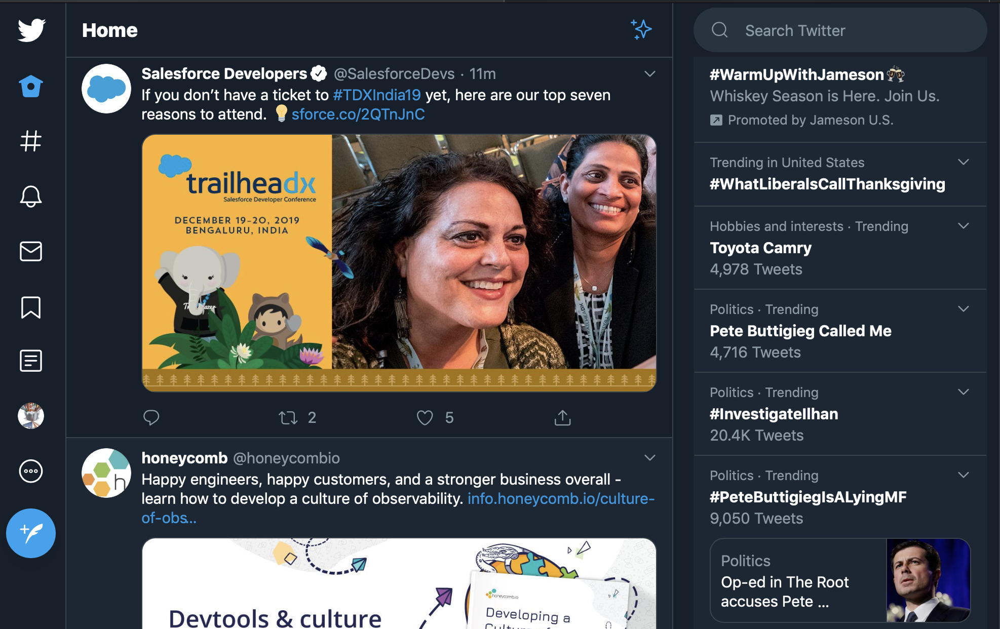 Home
Salesforce Developers @SalesforceDevs · 11m
If you don’t have a ticket to #TDXIndia19 yet, here are our top seven
reasons to attend. 💡 sforce.co/2QTnJnC
trailheadx
Salesforce Developer Conference
DECEMBER 19-20, 2019
BENGALURU, INDIA
TRAILHEADX
2
5
honeycomb @honeycombio
Happy engineers, happy customers, and a stronger business overall -
learn how to develop a culture of observability. info.honeycomb.io/culture-
of-obs...
Devtools & culture
honeycomb.io
Developing a
Search Twitter
#WarmUpWithJameson
Whiskey Season is Here. Join Us.
Promoted by Jameson U.S.
Trending in United States
#WhatLiberalsCallThanksgiving
Hobbies and interests · Trending
Toyota Camry
4,978 Tweets
Politics · Trending
Pete Buttigieg Called Me
4,716 Tweets
Politics · Trending
#InvestigateIlhan
20.4K Tweets
Politics · Trending
#PeteButtigiegIsALyingMF
9,050 Tweets
Politics
Op-ed in The Root
accuses Pete ...